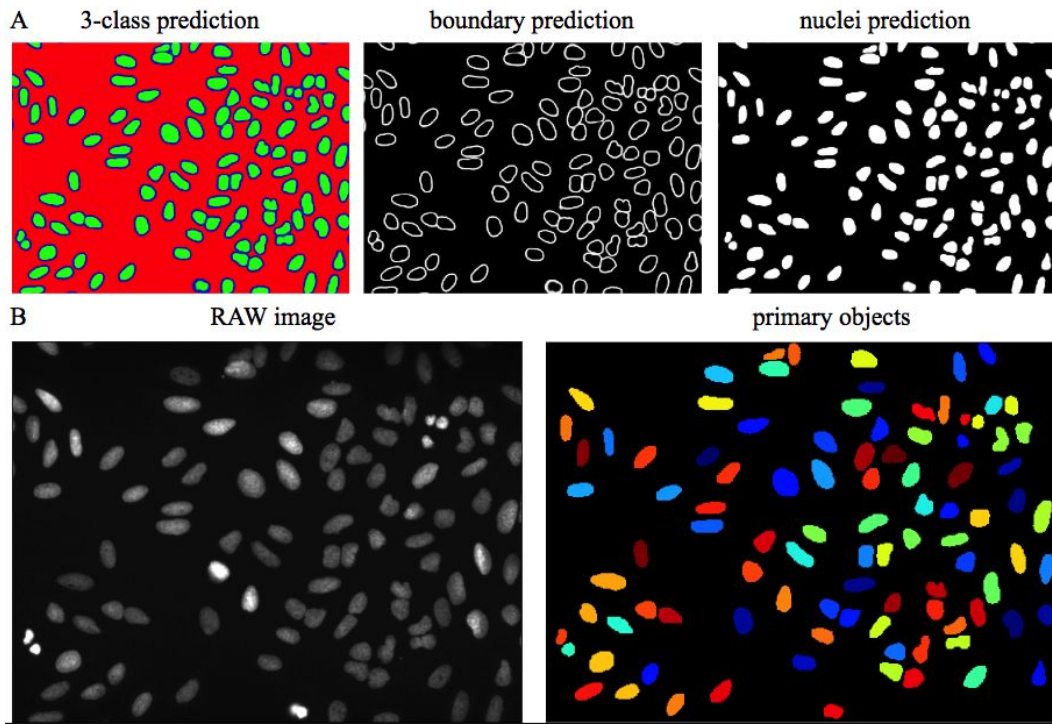 A 3-class prediction boundary prediction nuclei prediction
B RAW image primary objects